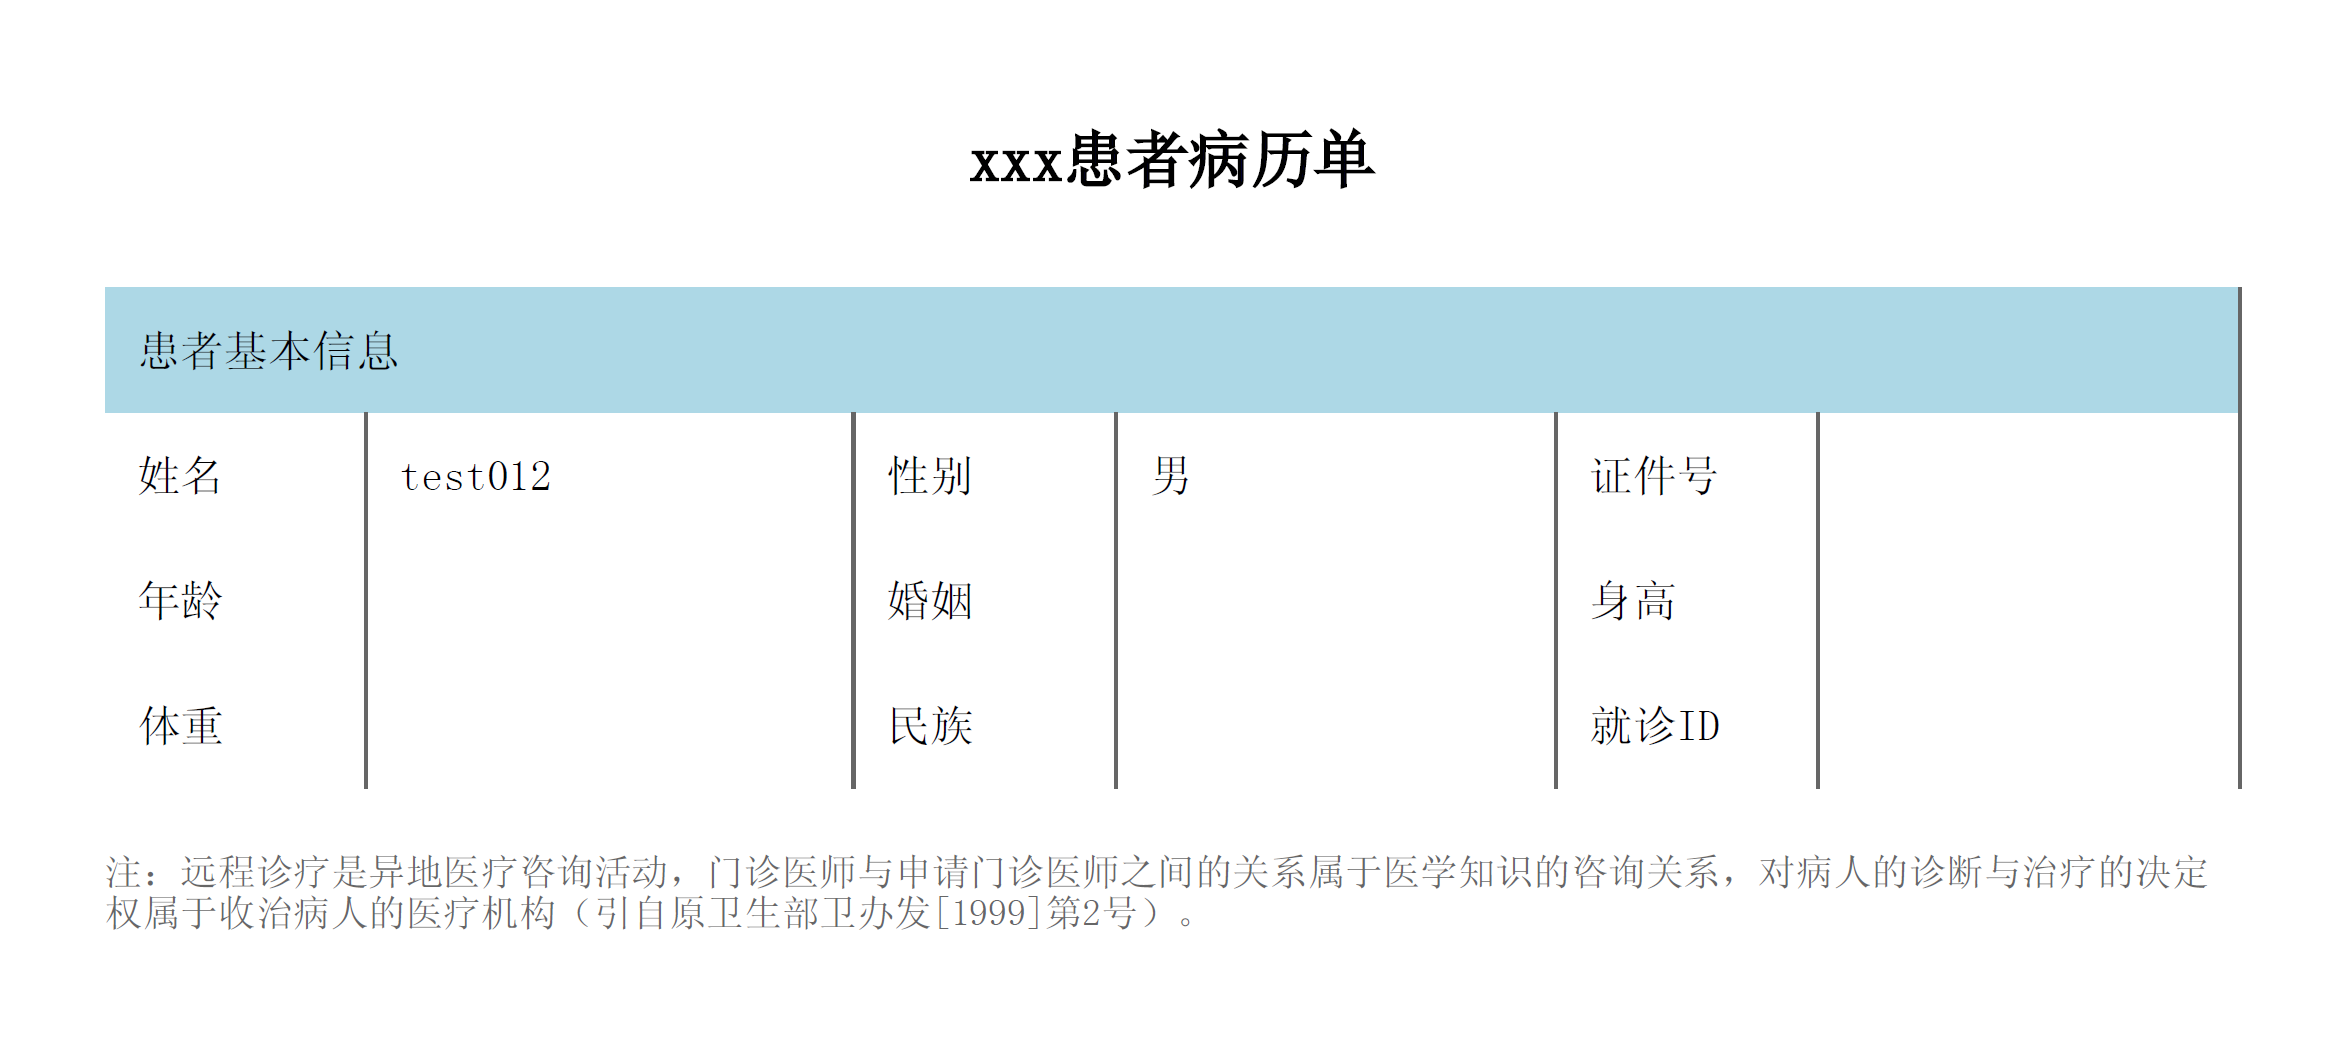 xxx患者病历单
患者基本信息
姓名 test012 性别 男 证件号
年龄 婚姻 身高
体重 民族 就诊ID
注：远程诊疗是异地医疗咨询活动，门诊医师与申请门诊医师之间的关系属于医学知识的咨询关系，对病人的诊断与治疗的决定
权属于收治病人的医疗机构（引自原卫生部卫办发[1999]第2号）。